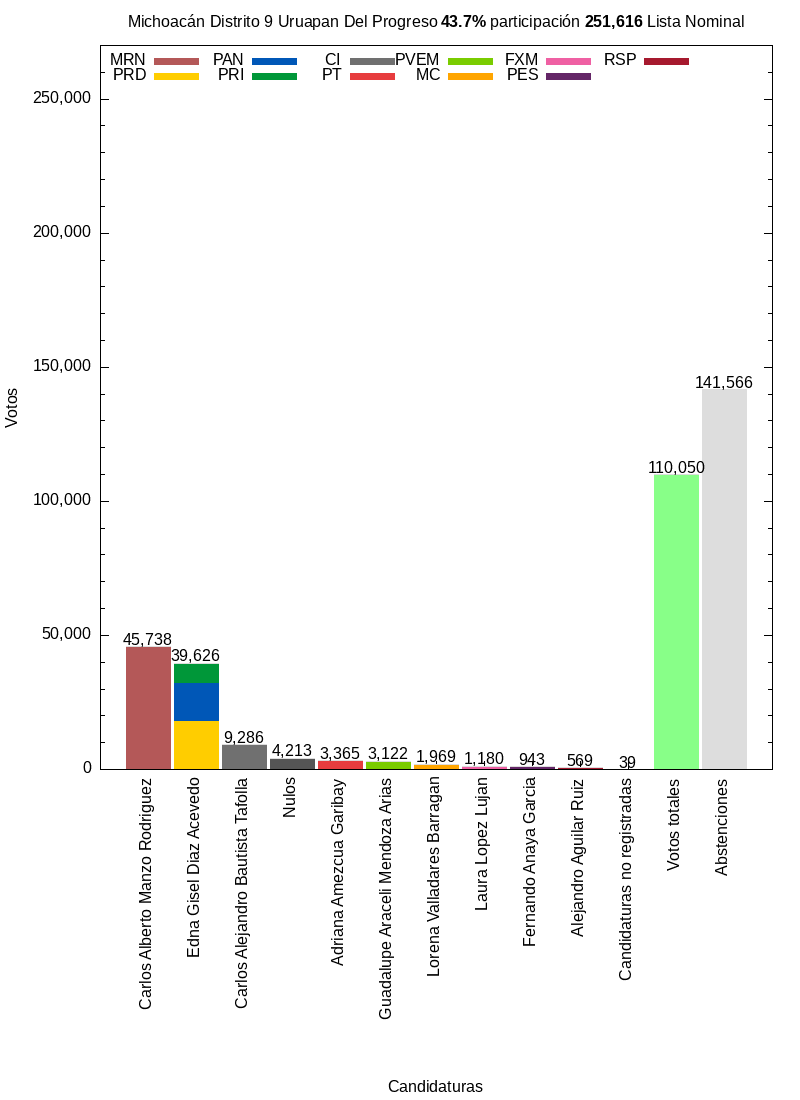 Michoacán Distrito 9 Uruapan Del Progreso 43.7% participación 251,616 Lista Nominal
MRN PAN CI PVEM FXM RSP
PRD PRI PT MC PES
250,000
200,000
150,000
100,000
50,000
0
Votos
45,738
39,626
9,286
4,213
3,365
3,122
1,969
1,180
943
569
39
110,050
141,566
Carlos Alberto Manzo Rodriguez
Edna Gisel Diaz Acevedo
Carlos Alejandro Bautista Tafolla
Nulos
Adriana Amezcua Garibay
Guadalupe Araceli Mendoza Arias
Lorena Valladares Barragan
Laura Lopez Lujan
Fernando Anaya Garcia
Alejandro Aguilar Ruiz
Candidaturas no registradas
Votos totales
Abstenciones
Candidaturas